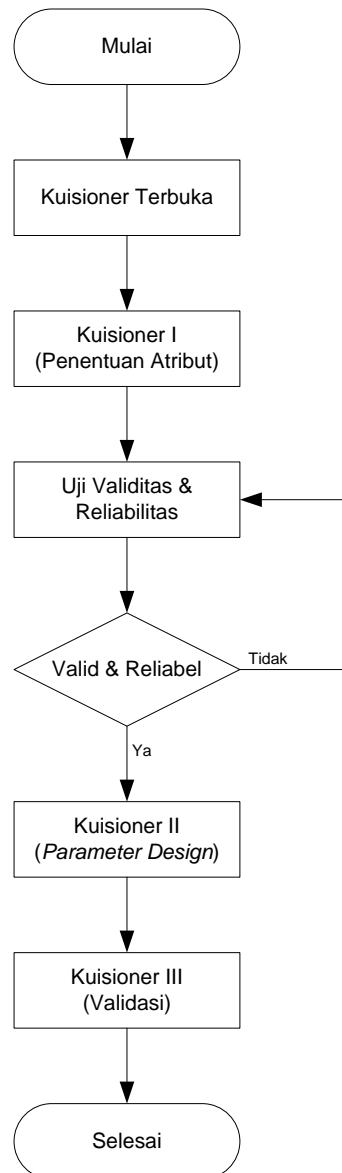 Mulai
Kuisioner Terbuka
Kuisioner I
(Penentuan Atribut)
Uji Validitas &
Reliabilitas
Valid & Reliabel
Tidak
Ya
Kuisioner II
(Parameter Design)
Kuisioner III
(Validasi)
Selesai